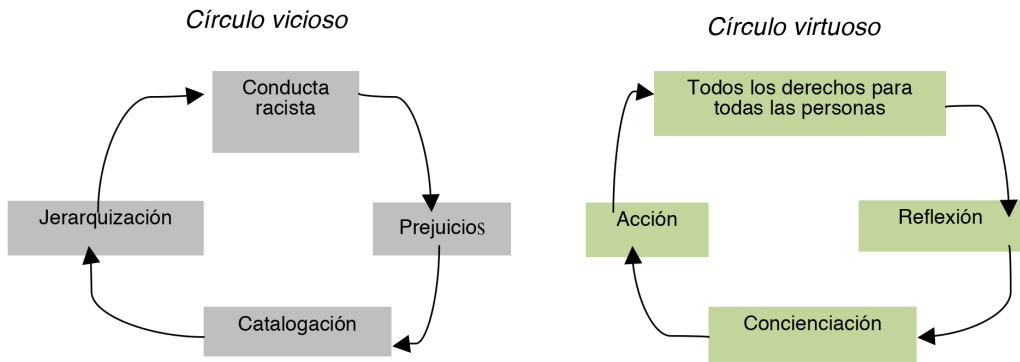 Círculo vicioso
Conducta
racista
Jerarquización
Prejuicios
Catalogación
Círculo virtuoso
Todos los derechos para
todas las personas
Acción
Reflexión
Concienciación